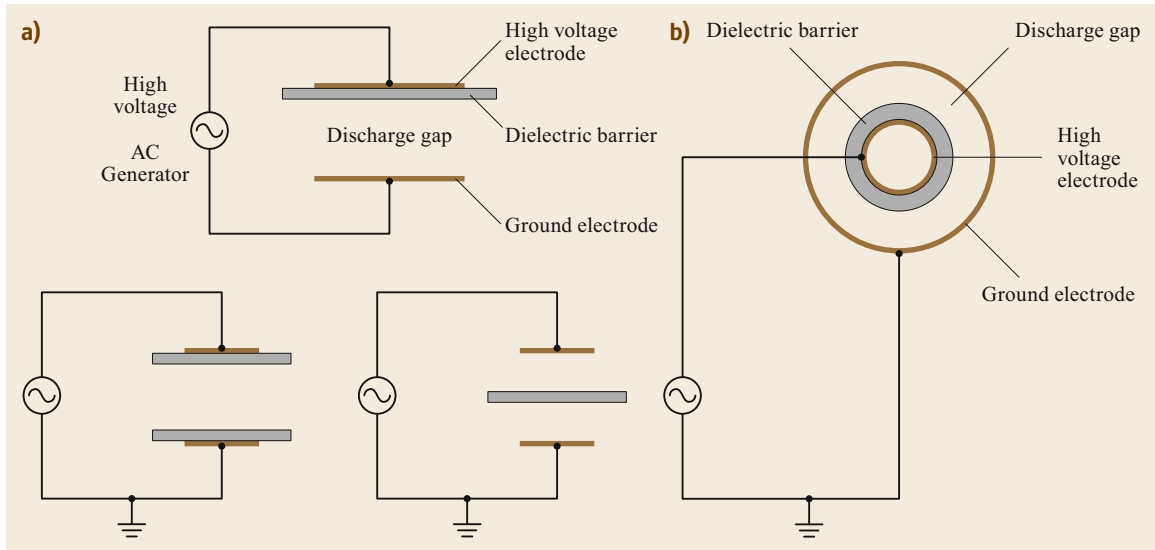 a)
High voltage
electrode
High
voltage
AC
Generator
Discharge gap
Dielectric barrier
Ground electrode
b)
Dielectric barrier
Discharge gap
High
voltage
electrode
Ground electrode